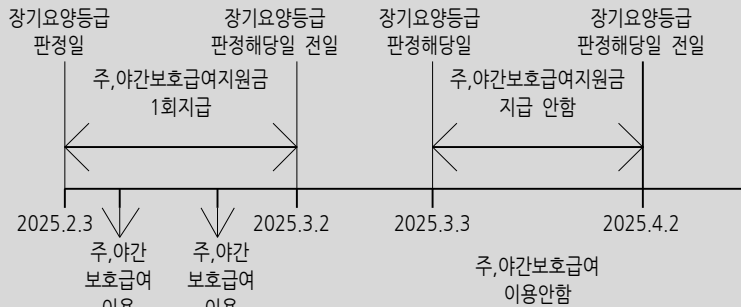 장기요양등급
판정일
장기요양등급
판정해당일 전일
장기요양등급
판정해당일
장기요양등급
판정해당일 전일
주,야간보호급여지원금
1회지급
주,야간보호급여지원금
지급 안함
2025.2.3
2025.3.2
2025.3.3
2025.4.2
주,야간
보호급여
이용
주,야간
보호급여
이용
주,야간보호급여
이용안함